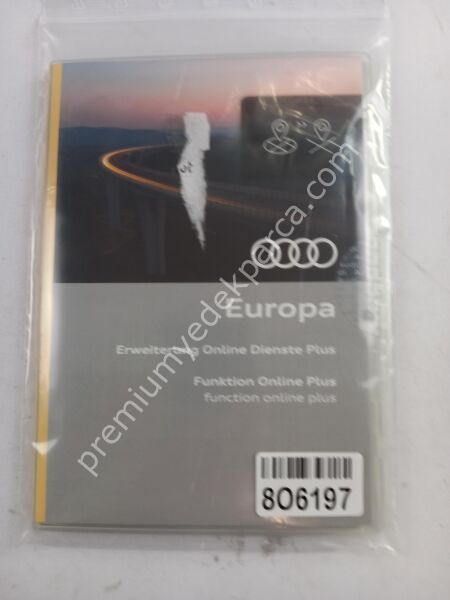 Europa
Erweiterung Online Dienste Plus
Funktion Online Plus
function online plus
8O6197
premiumyedekparca.com